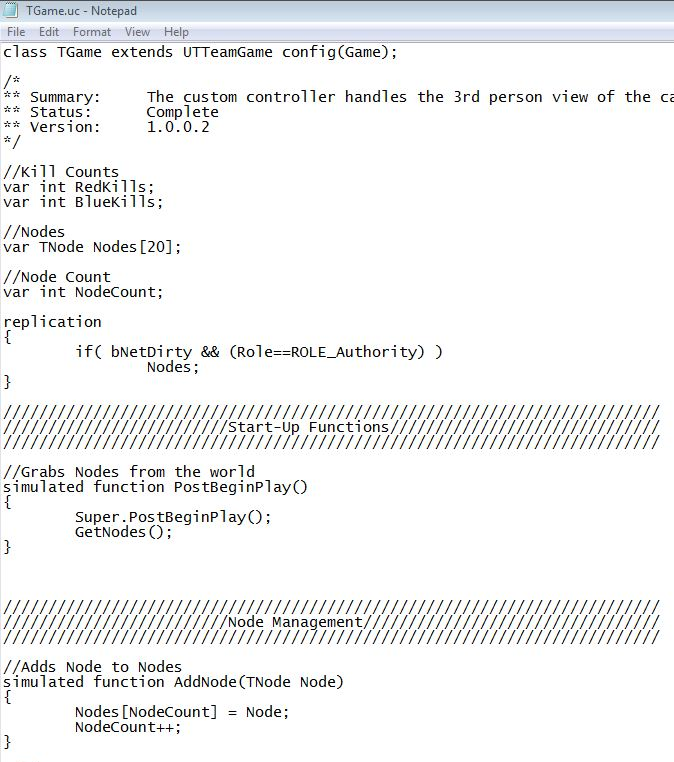 TGame.uc - Notepad
File Edit Format View Help
class TGame extends UTTeamGame config(Game);
/*
** Summary: The custom controller handles the 3rd person view of the
** Status: Complete
** Version: 1.0.0.2
*/
//Kill Counts
var int RedKills;
var int BlueKills;
//Nodes
var TNode Nodes[20];
//Node Count
var int NodeCount;
replication
{
if( bNetDirty && (Role==ROLE_Authority) )
Nodes;
}
/////////////////////////////////////////////////////////////////////////
/////////////////////////Start-Up Functions//////////////////////////////
/////////////////////////////////////////////////////////////////////////
//Grabs Nodes from the world
simulated function PostBeginPlay()
{
Super.PostBeginPlay();
GetNodes();
}
/////////////////////////////////////////////////////////////////////////
/////////////////////////Node Management/////////////////////////////////
/////////////////////////////////////////////////////////////////////////
//Adds Node to Nodes
simulated function AddNode(TNode Node)
{
Nodes[NodeCount] = Node;
NodeCount++;
}